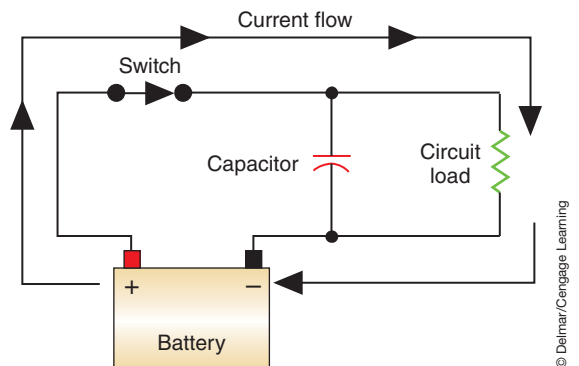 Current flow
Switch
Capacitor
Circuit
load
+ −
Battery
© Delmar/Cengage Learning